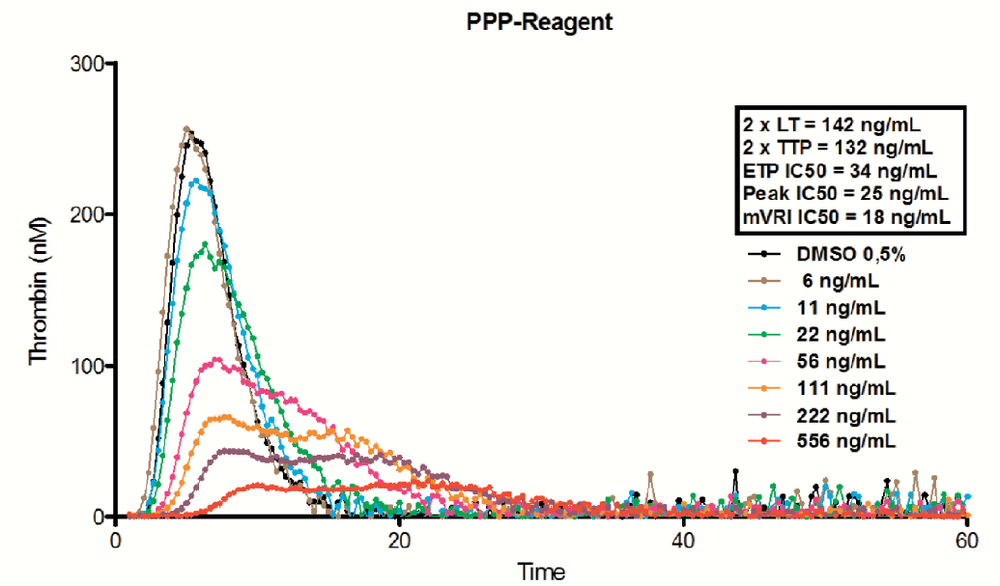 PPP-Reagent
300
200
100
0
Thrombin (nM)
0
20
40
60
Time
2 x LT = 142 ng/mL
2 x TTP = 132 ng/mL
ETP IC50 = 34 ng/mL
Peak IC50 = 25 ng/mL
mVRI IC50 = 18 ng/mL
DMSO 0,5%
6 ng/mL
11 ng/mL
22 ng/mL
56 ng/mL
111 ng/mL
222 ng/mL
556 ng/mL